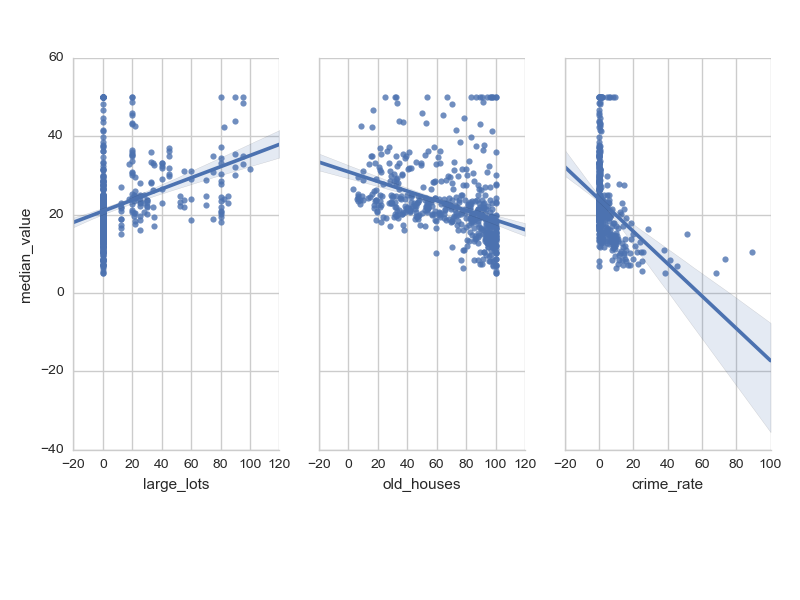 median_value
60
40
20
0
−20
−40
−20 0 20 40 60 80 100 120
large_lots
−20 0 20 40 60 80 100 120
old_houses
−20 0 20 40 60 80 100
crime_rate